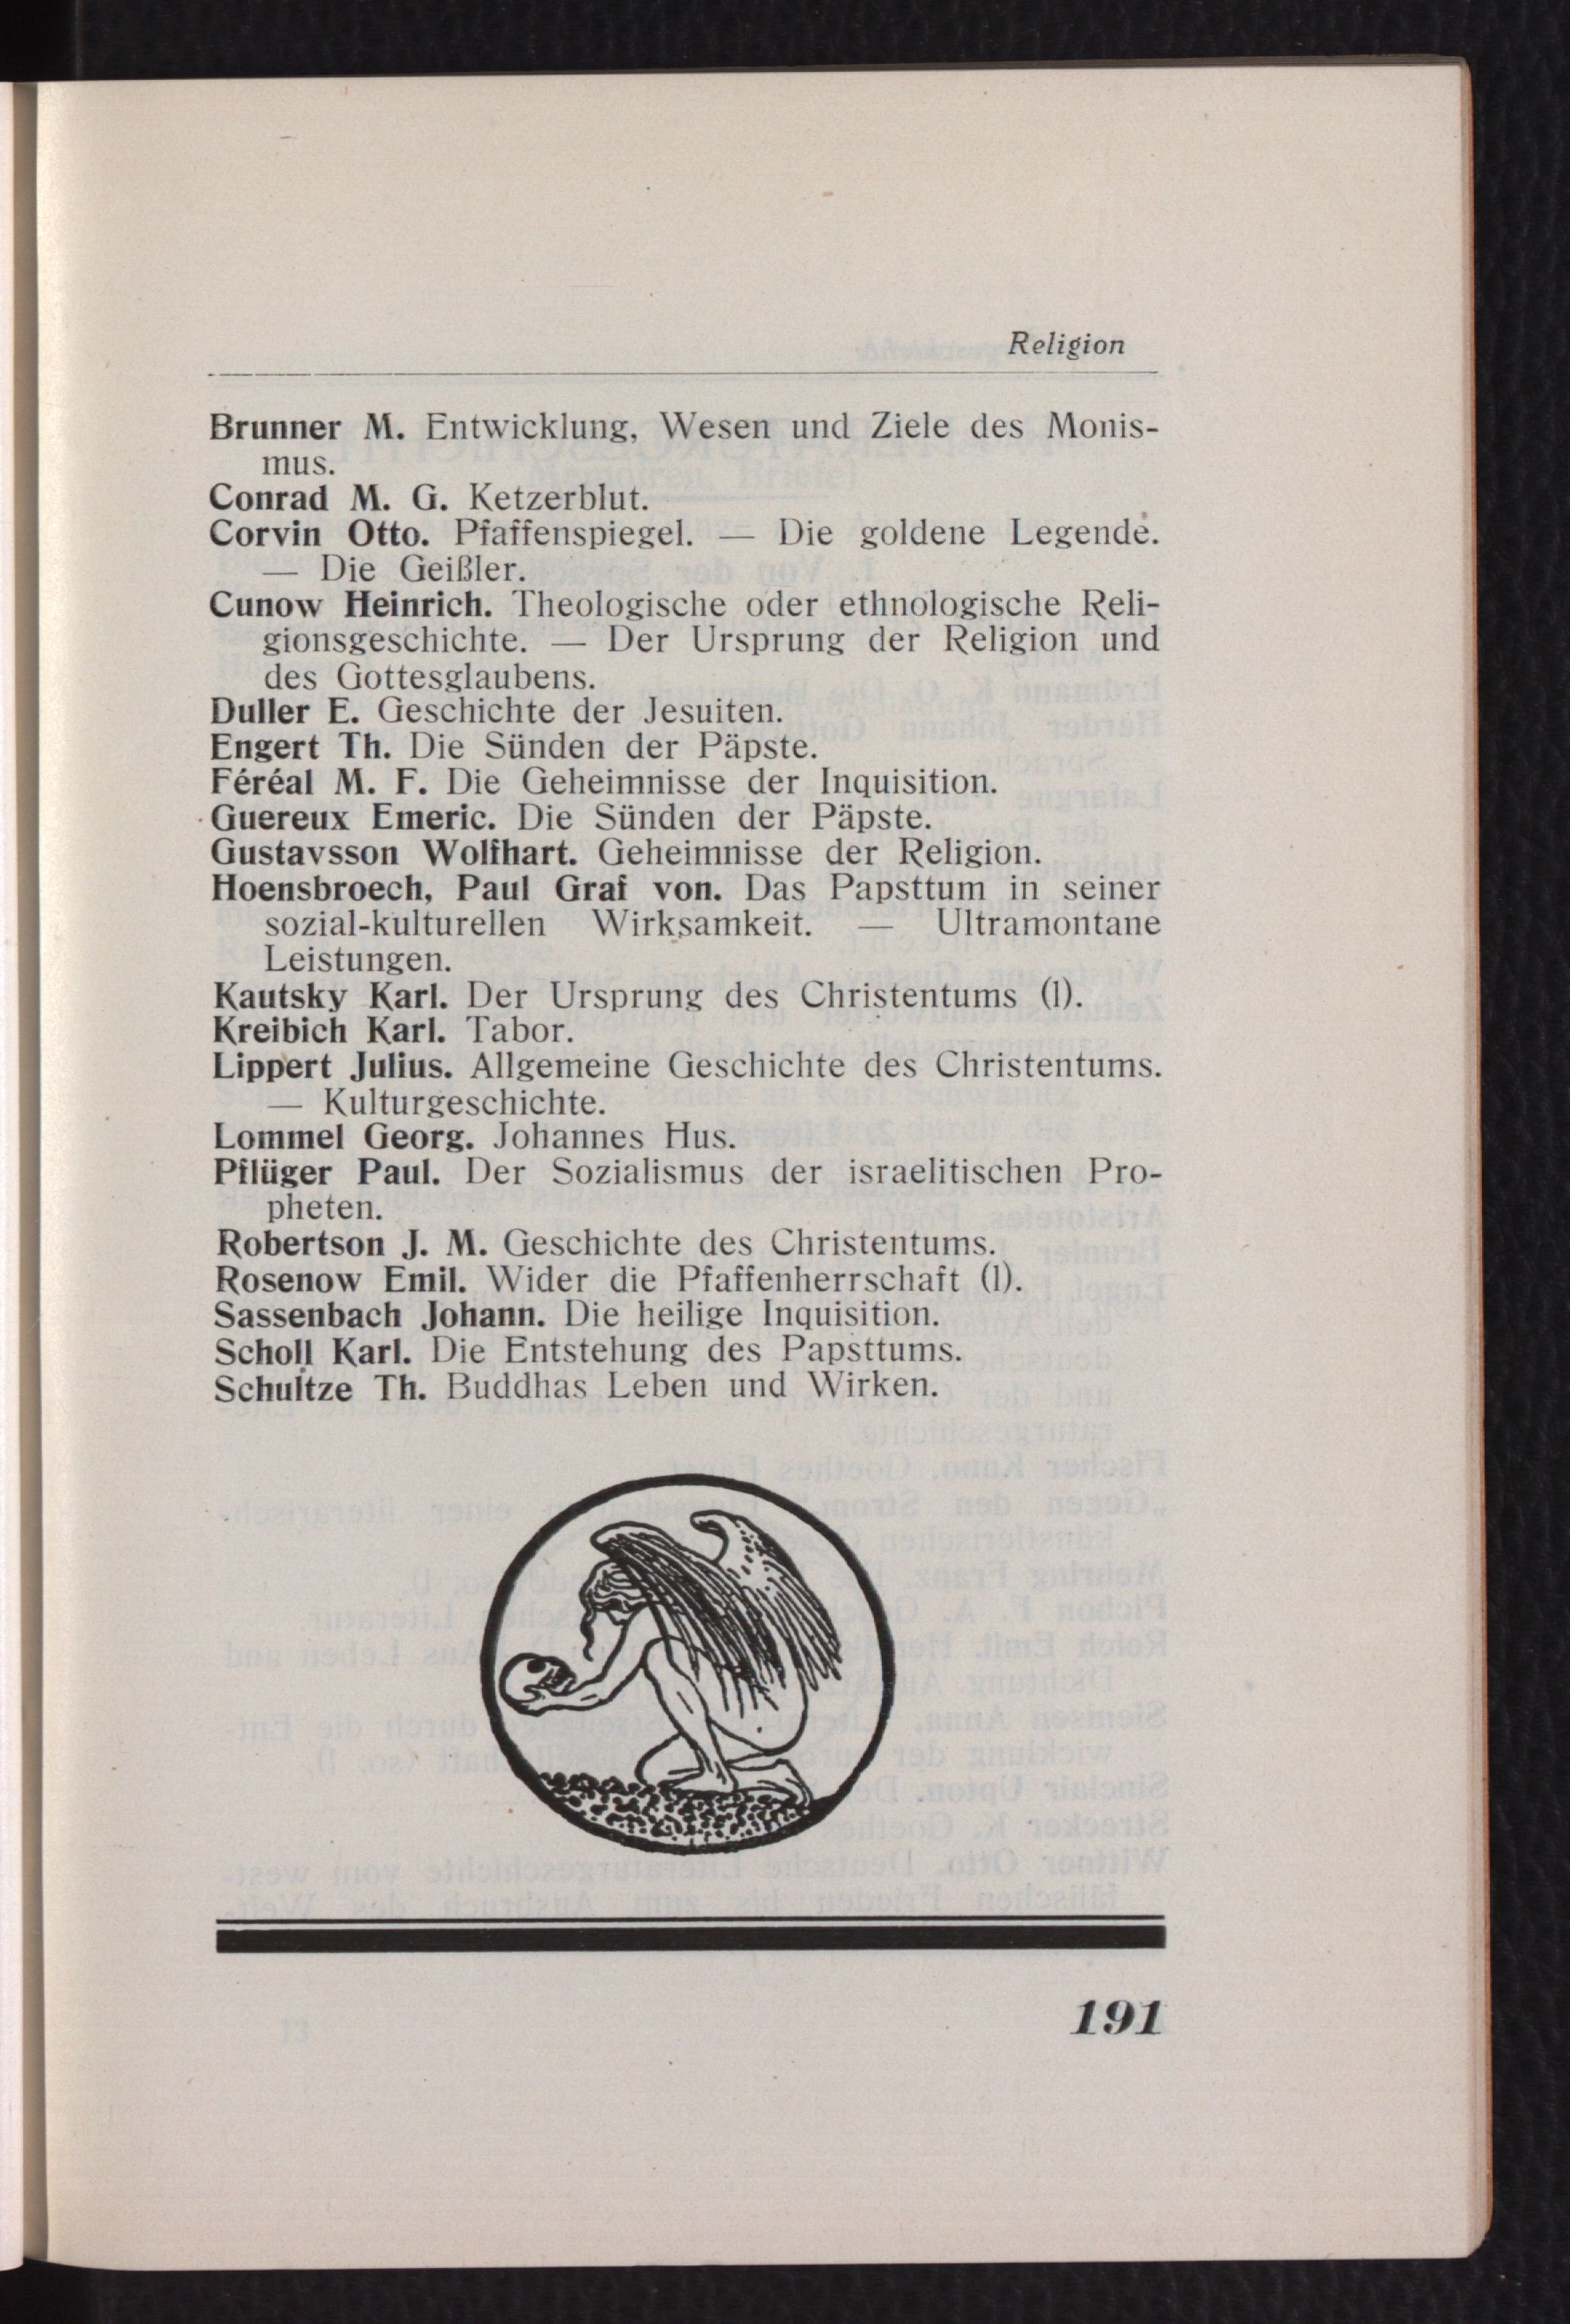 Religion
Brunner M. Entwicklung, Wesen und Ziele des Monis-
mus.
Conrad M. G. Ketzerblut.
Corvin Otto. Pfaffenspiegel. — Die goldene Legende.
— Die Geißler.
Cunow Heinrich. Theologische oder ethnologische Reli-
gionsgeschichte. — Der Ursprung der Religion und
des Gottesglaubens.
Duller E. Geschichte der Jesuiten.
Engert Th. Die Sünden der Päpste.
Féréal M. F. Die Geheimnisse der Inquisition.
Guereux Emeric. Die Sünden der Päpste.
Gustavsson Wolfhart. Geheimnisse der Religion.
Hoensbroech, Paul Graf von. Das Papsttum in seiner
sozial-kulturellen Wirksamkeit. — Ultramontane
Leistungen.
Kautsky Karl. Der Ursprung des Christentums (l).
Kreibich Karl. Tabor.
Lippert Julius. Allgemeine Geschichte des Christentums.
— Kulturgeschichte.
Lommel Georg. Johannes Hus.
Pflüger Paul. Der Sozialismus der israelitischen Pro-
pheten.
Robertson J. M. Geschichte des Christentums.
Rosenow Emil. Wider die Pfaffenherrschaft (l).
Sassenbach Johann. Die heilige Inquisition.
Scholl Karl. Die Entstehung des Papsttums.
Schultze Th. Buddhas Leben und Wirken.
191